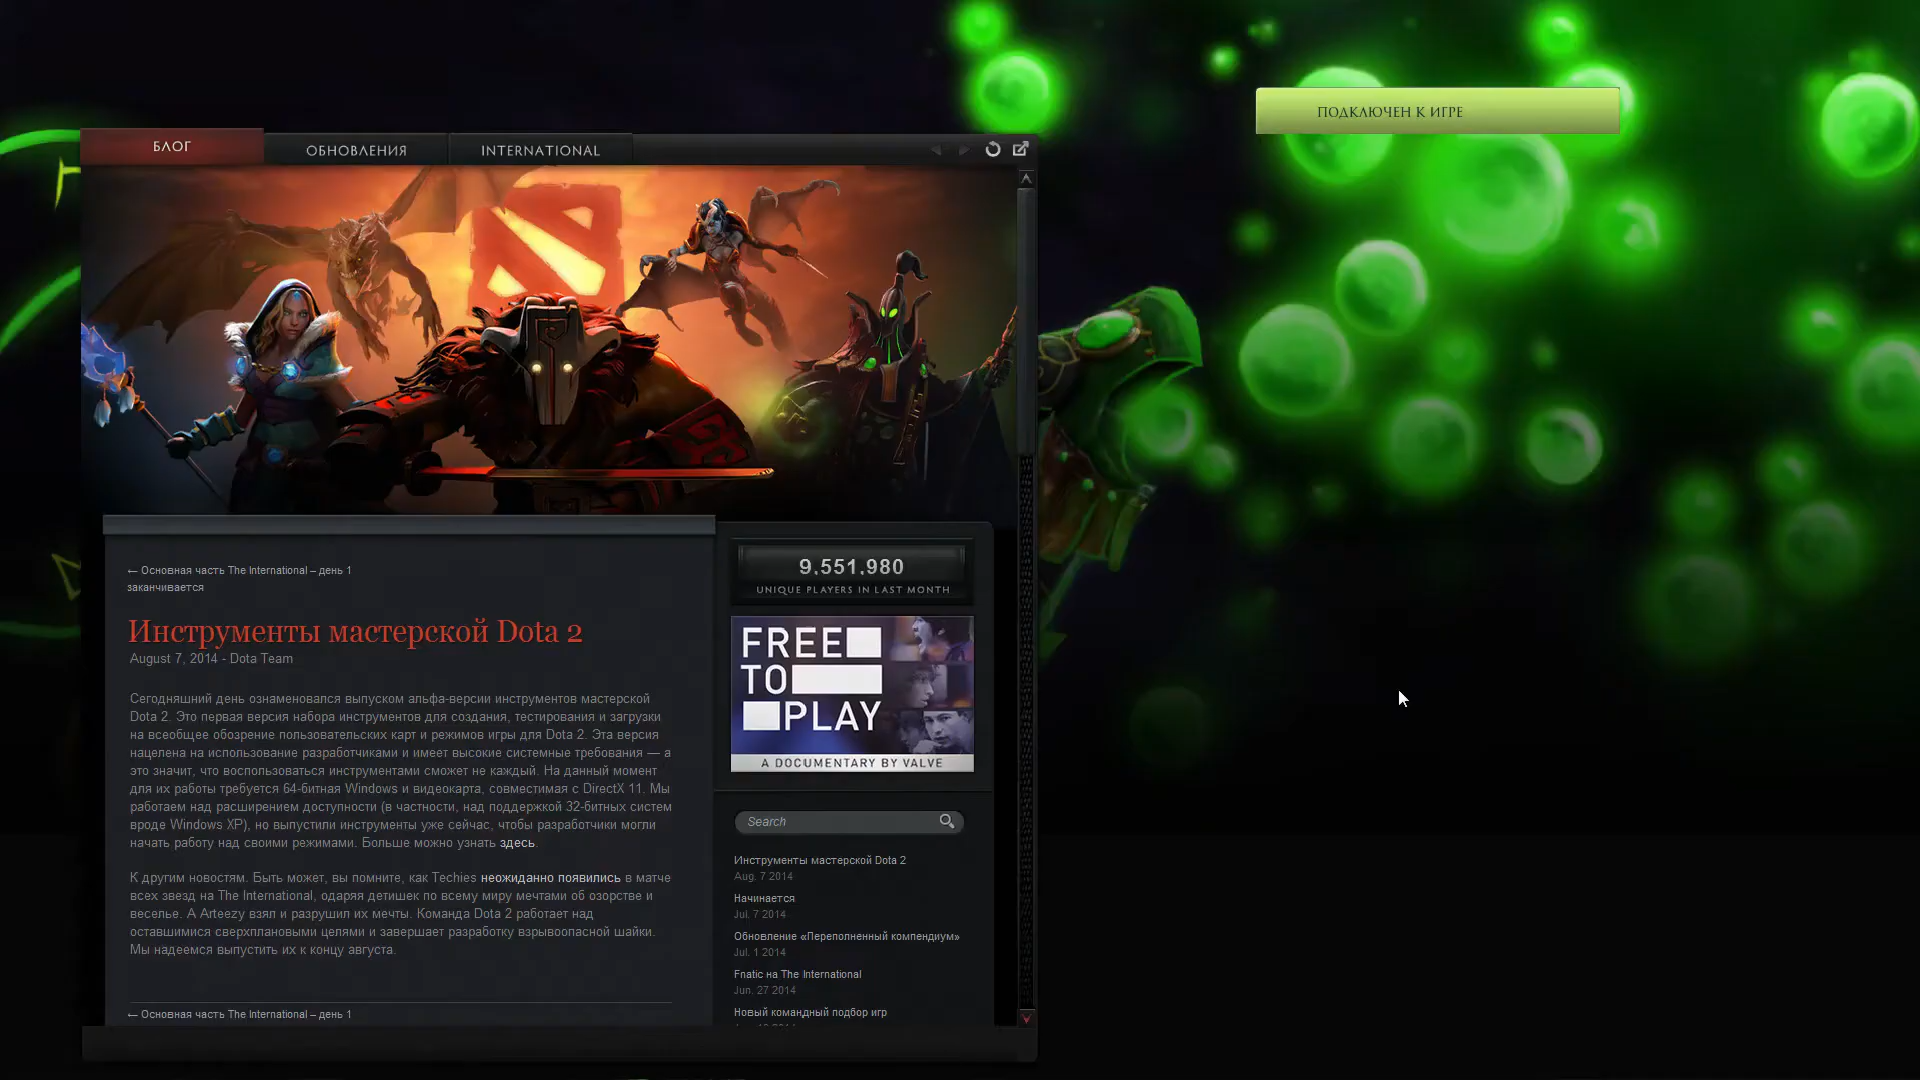 ПОДКЛЮЧЕН К ИГРЕ
БЛОГ
ОБНОВЛЕНИЯ
INTERNATIONAL
← Основная часть The International – день 1
заканчивается
Инструменты мастерской Dota 2
August 7, 2014 - Dota Team
Сегодняшний день ознаменовался выпуском альфа-версии инструментов мастерской
Dota 2. Это первая версия набора инструментов для создания, тестирования и загрузки
на всеобщее обозрение пользовательских карт и режимов игры для Dota 2. Эта версия
нацелена на использование разработчиками и имеет высокие системные требования — а
это значит, что воспользоваться инструментами сможет не каждый. На данный момент
для их работы требуется 64-битная Windows и видеокарта, совместимая с DirectX 11. Мы
работаем над расширением доступности (в частности, над поддержкой 32-битных систем
вроде Windows XP), но выпустили инструменты уже сейчас, чтобы разработчики могли
начать работу над своими режимами. Больше можно узнать здесь.
К другим новостям. Быть может, вы помните, как Techies неожиданно появились в матче
всех звезд на The International, одаряя детишек по всему миру мечтами об озорстве и
веселье. А Arteezy взял и разрушил их мечты. Команда Dota 2 работает над
оставшимися сверхплановыми целями и завершает разработку взрывоопасной шайки.
Мы надеемся выпустить их к концу августа.
← Основная часть The International – день 1
9,551,980
UNIQUE PLAYERS IN LAST MONTH
FREE
TO
PLAY
A DOCUMENTARY BY VALVE
Search
Инструменты мастерской Dota 2
Aug. 7 2014
Начинается
Jul. 7 2014
Обновление «Переполненный компендиум»
Jul. 1 2014
Fnatic на The International
Jun. 27 2014
Новый командный подбор игр